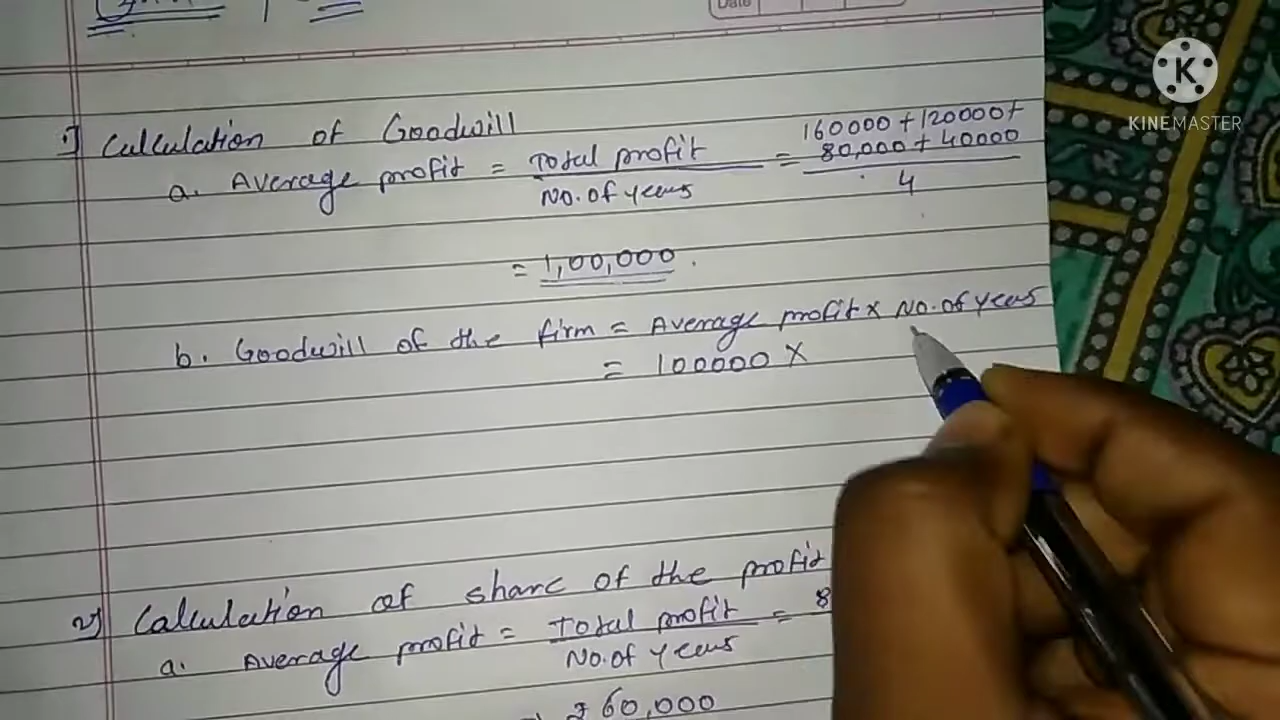 Date
K
KINEMASTER
1] Calculation of Goodwill
a. Average profit = Total profit / No. of years = 160000 + 120000 + 80,000 + 40000 / 4
= 1,00,000.
b. Goodwill of the firm = Average profit x No. of years
= 100000 x
2) Calculation of share of the profit
a. Average profit = Total profit / No. of years = 8
= ₹ 60,000